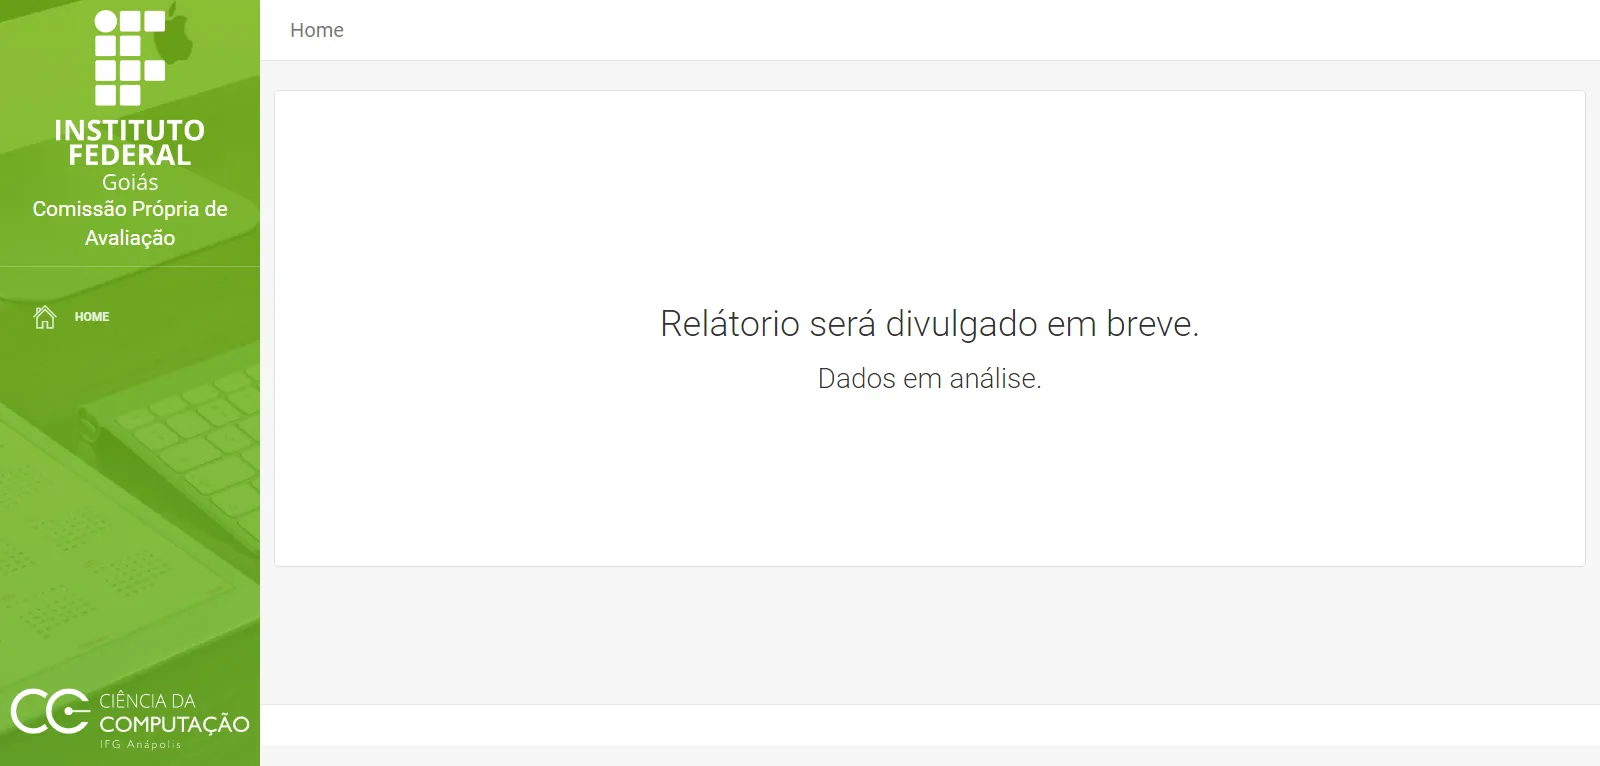 INSTITUTO
FEDERAL
Goiás
Comissão Própria de
Avaliação
HOME
CIÊNCIA DA
COMPUTAÇÃO
IFG Anápolis
Home
Relátorio será divulgado em breve.
Dados em análise.